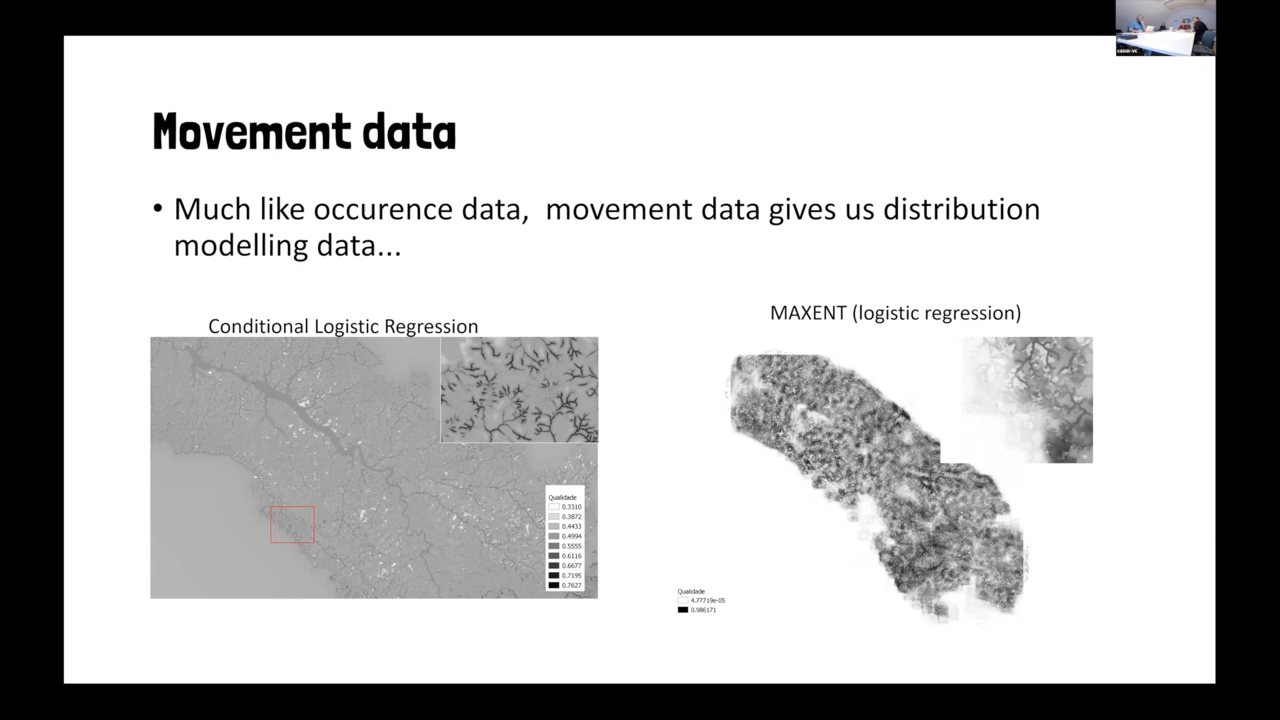 Movement data
• Much like occurence data,  movement data gives us distribution
modelling data...
Conditional Logistic Regression
MAXENT (logistic regression)
Qualidade
0.3310
0.3872
0.4433
0.4994
0.5555
0.6116
0.6677
0.7195
0.7627
Qualidade
4.77719e-05
0.986171